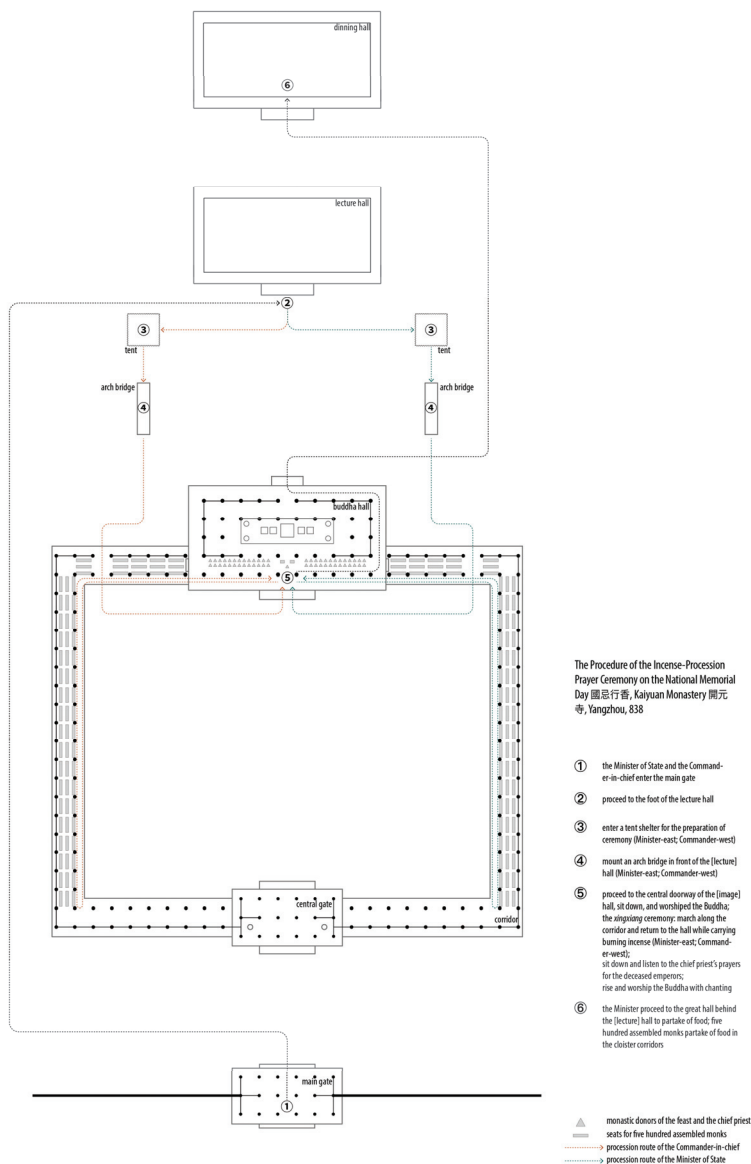 dinning hall
⑥
lecture hall
②
③
③
tent
tent
arch bridge
arch bridge
④
④
buddha hall
⑤
central gate
corridor
main gate
①
The Procedure of the Incense-Procession
Prayer Ceremony on the National Memorial
Day 國忌行香, Kaiyuan Monastery 開元
寺, Yangzhou, 838
① the Minister of State and the Command-
er-in-chief enter the main gate
② proceed to the foot of the lecture hall
③ enter a tent shelter for the preparation of
ceremony (Minister-east; Commander-west)
④ mount an arch bridge in front of the [lecture]
hall (Minister-east; Commander-west)
⑤ proceed to the central doorway of the [image]
hall, sit down, and worshiped the Buddha;
the xingxiang ceremony: march along the
corridor and return to the hall while carrying
burning incense (Minister-east; Command-
er-west);
sit down and listen to the chief priest's prayers
for the deceased emperors;
rise and worship the Buddha with chanting
⑥ the Minister proceed to the great hall behind
the [lecture] hall to partake of food; five
hundred assembled monks partake of food in
the cloister corridors
monastic donors of the feast and the chief priest
seats for five hundred assembled monks
procession route of the Commander-in-chief
procession route of the Minister of State